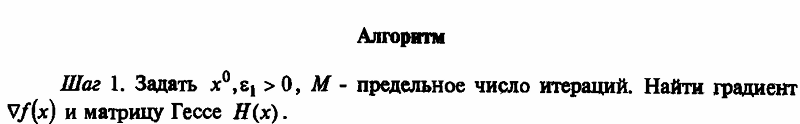 Алгоритм
Шаг 1. Задать x⁰, ε₁ > 0, M - предельное число итераций. Найти градиент
∇f(x) и матрицу Гессе H(x).